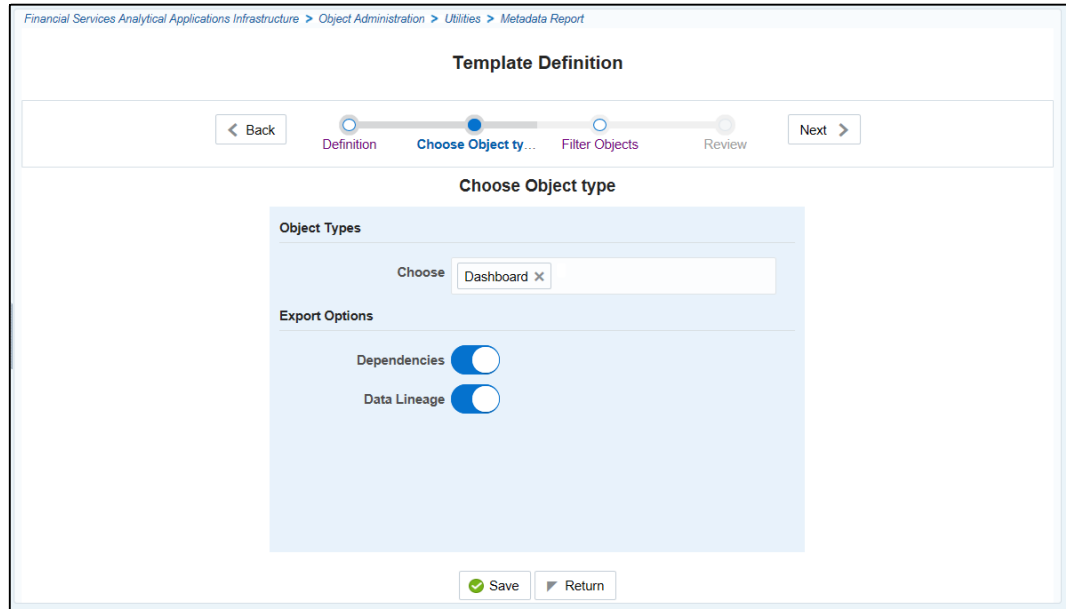 Financial Services Analytical Applications Infrastructure > Object Administration > Utilities > Metadata Report
Template Definition
Back
Definition
Choose Object ty...
Filter Objects
Review
Next
Choose Object type
Object Types
Choose
Dashboard
Export Options
Dependencies
Data Lineage
Save
Return